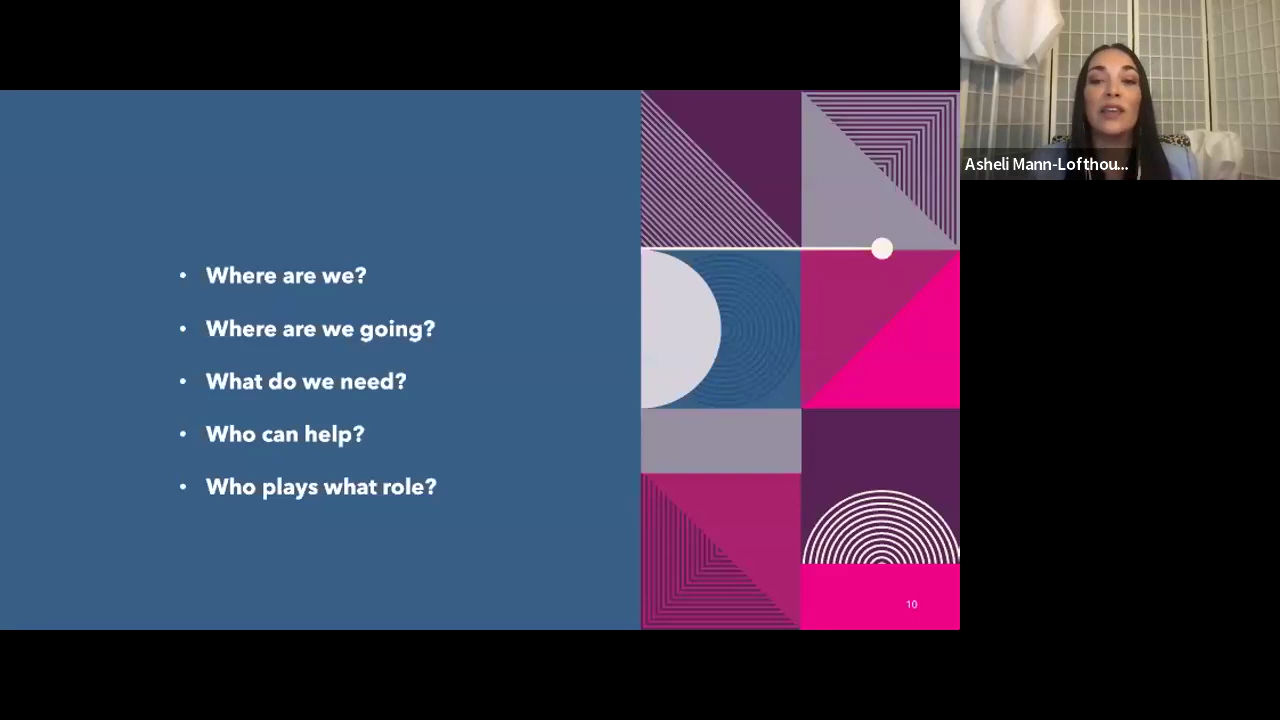 Asheli Mann-Lofthou...
• Where are we?
• Where are we going?
• What do we need?
• Who can help?
• Who plays what role?
10